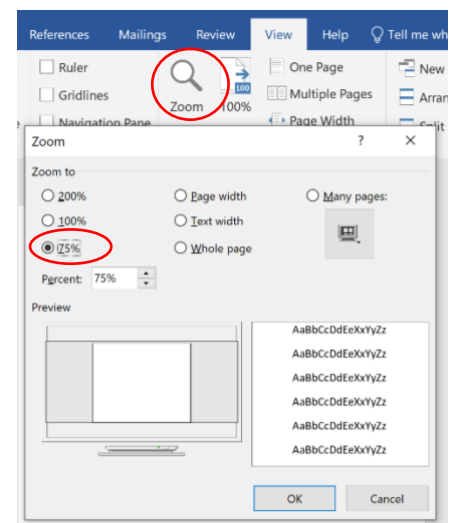 References Mailings Review View Help Tell me wh
Ruler One Page New
100
Gridlines Multiple Pages Arran
Navigation Pane Zoom 100% Page Width Split
Zoom ? ×
Zoom to
200% Page width Many pages:
100% Text width
75% Whole page
Percent: 75%
Preview
AaBbCcDdEeXxYyZz
AaBbCcDdEeXxYyZz
AaBbCcDdEeXxYyZz
AaBbCcDdEeXxYyZz
AaBbCcDdEeXxYyZz
AaBbCcDdEeXxYyZz
OK Cancel